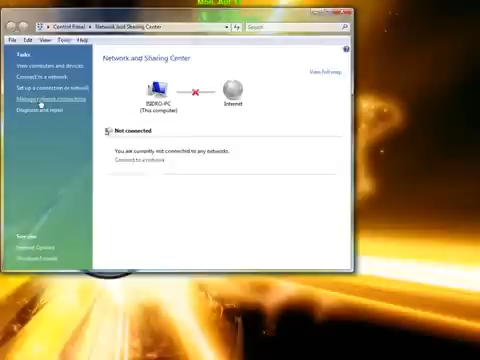 Control Panel ▸ Network and Sharing Center
Search
File Edit View Tools Help
Tasks
View computers and devices
Connect to a network
Set up a connection or network
Manage network connections
Diagnose and repair
Network and Sharing Center
View full map
ISIDRO-PC
(This computer)
Internet
Not connected
You are currently not connected to any networks.
Connect to a network
See also
Internet Options
Windows Firewall